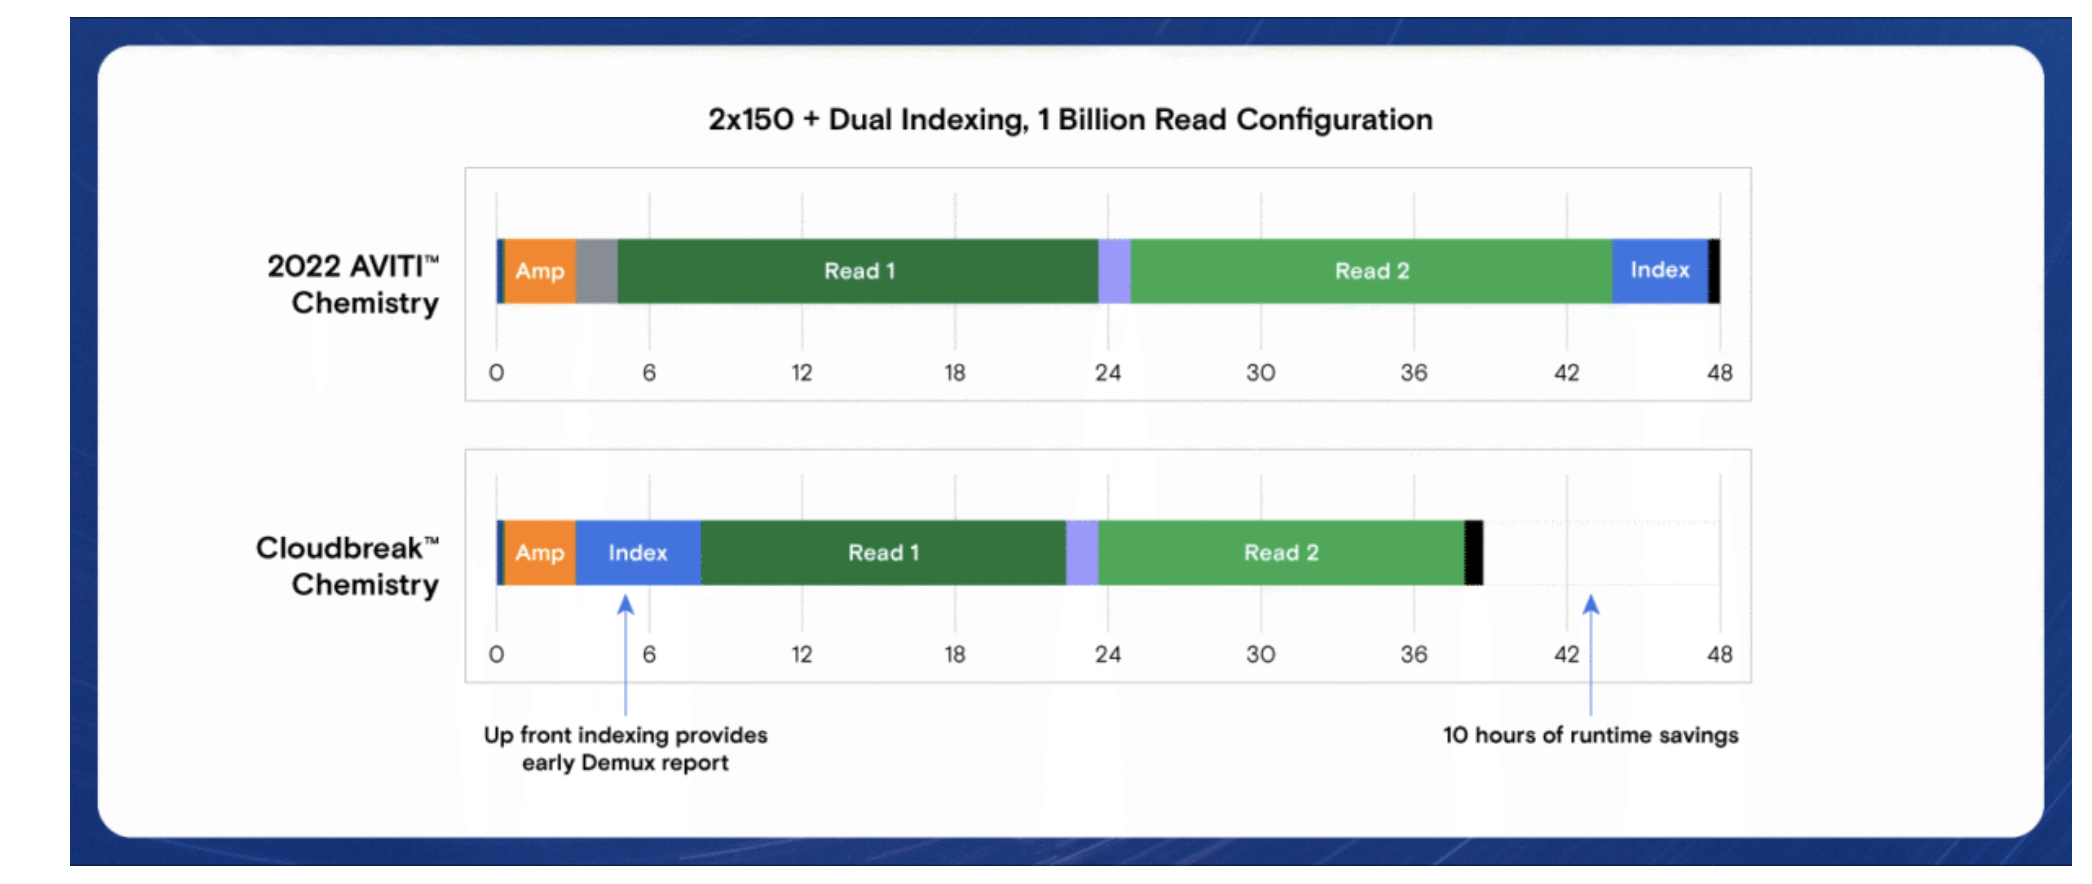 2x150 + Dual Indexing, 1 Billion Read Configuration
2022 AVITI™
Chemistry
Amp
Read 1
Read 2
Index
0 6 12 18 24 30 36 42 48
Cloudbreak™
Chemistry
Amp
Index
Read 1
Read 2
0 6 12 18 24 30 36 42 48
Up front indexing provides
early Demux report
10 hours of runtime savings